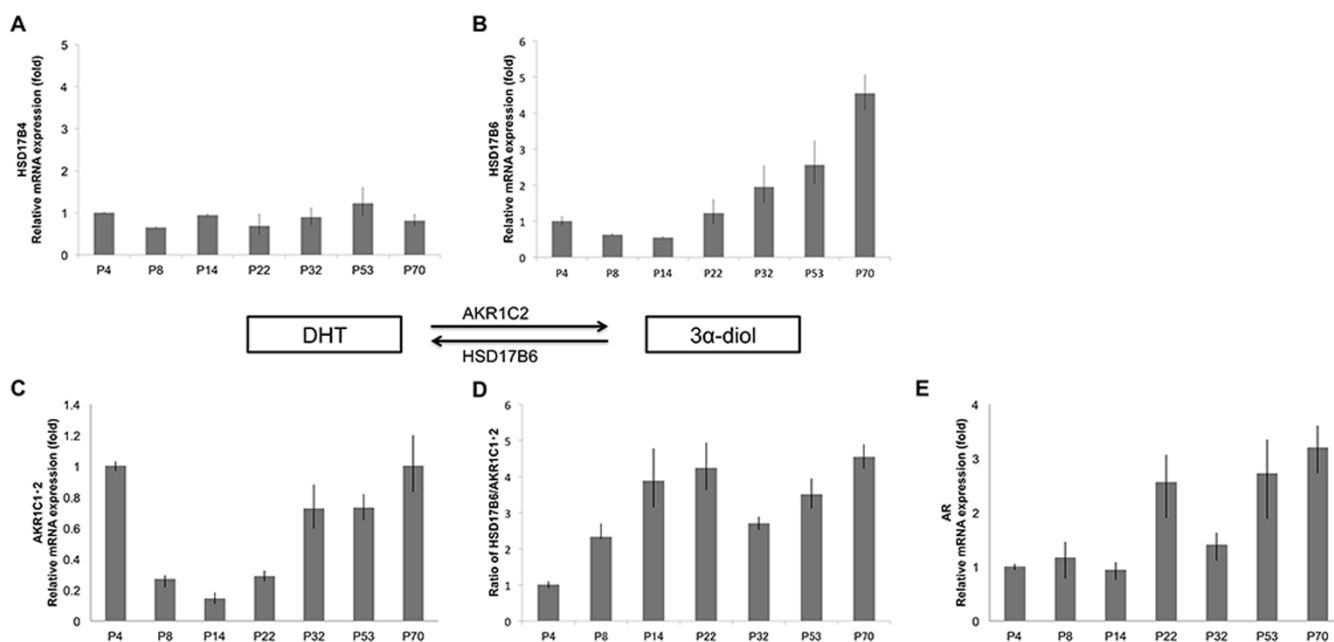 A
HSD17B4
Relative mRNA expression (fold)
5
4
3
2
1
0
P4 P8 P14 P22 P32 P53 P70
B
HSD17B6
Relative mRNA expression (fold)
6
5
4
3
2
1
0
P4 P8 P14 P22 P32 P53 P70
DHT
AKR1C2
HSD17B6
3α-diol
C
AKR1C1·2
Relative mRNA expression (fold)
1.4
1.2
1
0.8
0.6
0.4
0.2
0
P4 P8 P14 P22 P32 P53 P70
D
Ratio of HSD17B6/AKR1C1·2
6
5
4
3
2
1
0
P4 P8 P14 P22 P32 P53 P70
E
AR
Relative mRNA expression (fold)
4
3
2
1
0
P4 P8 P14 P22 P32 P53 P70